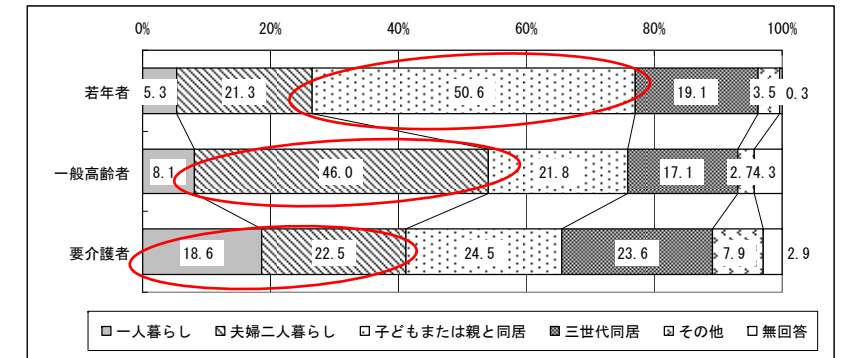 0% 20% 40% 60% 80% 100%
若年者 5.3 21.3 50.6 19.1 3.5 0.3
一般高齢者 8.1 46.0 21.8 17.1 2.7 4.3
要介護者 18.6 22.5 24.5 23.6 7.9 2.9
一人暮らし 夫婦二人暮らし 子どもまたは親と同居 三世代同居 その他 無回答